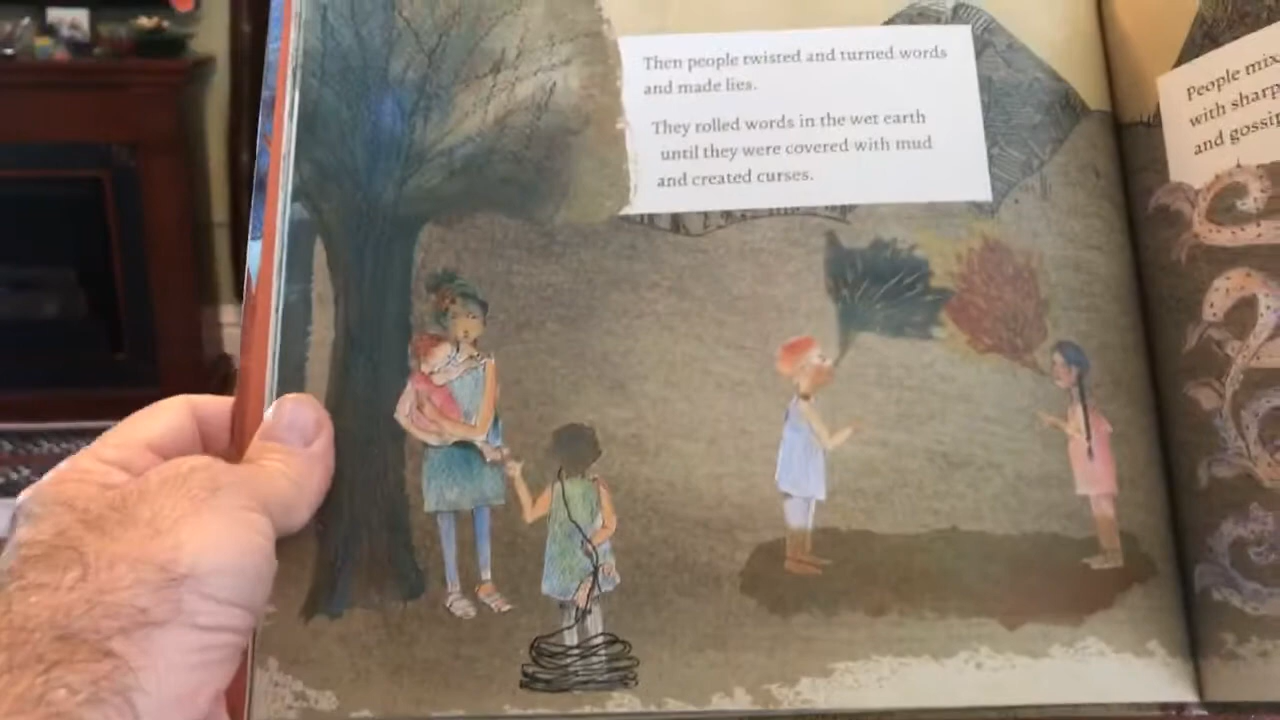 Then people twisted and turned words
and made lies.
They rolled words in the wet earth
until they were covered with mud
and created curses.
People
with sharp
and gossip